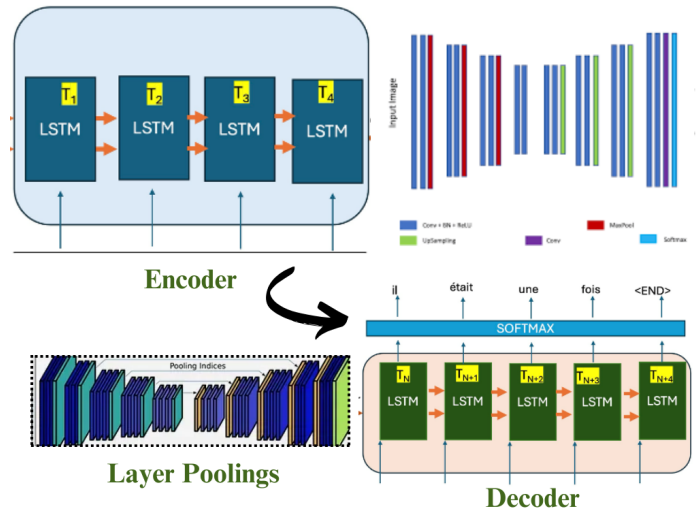 T1
T2
T3
T4
LSTM
LSTM
LSTM
LSTM
Encoder
Input Image
Conv + BN + ReLU
MaxPool
UpSampling
Conv
Softmax
il
était
une
fois
<END>
SOFTMAX
TN
TN+1
TN+2
TN+3
TN+4
LSTM
LSTM
LSTM
LSTM
LSTM
Decoder
Pooling Indices
Layer Poolings